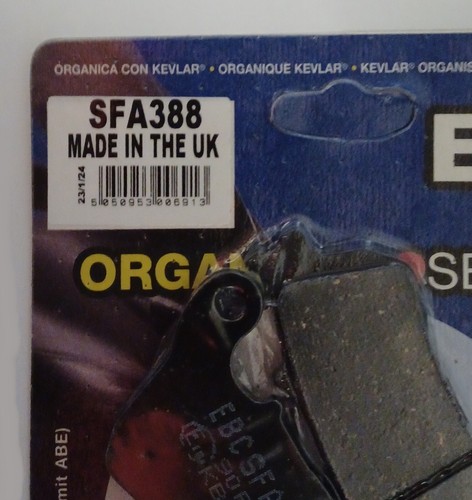 ÓRGANICA CON KEVLAR® • ORGANIQUE KEVLAR® • KEVLAR® ORGANIS
SFA388
MADE IN THE UK
23/1/24
5 050953 006913
E
ORGA
SE
EBC SFA
mit ABE)